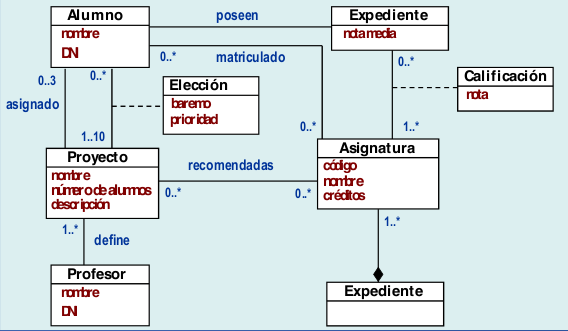 Alumno
nombre
DNI
poseen
Expediente
nota media
0..*
matriculado
0..*
0..3
0..*
asignado
Elección
baremo
prioridad
Calificación
nota
1..10
0..*
1..*
Proyecto
nombre
número de alumnos
descripción
recomendadas
0..*
0..*
Asignatura
código
nombre
créditos
1..*
define
1..*
Profesor
nombre
DNI
Expediente